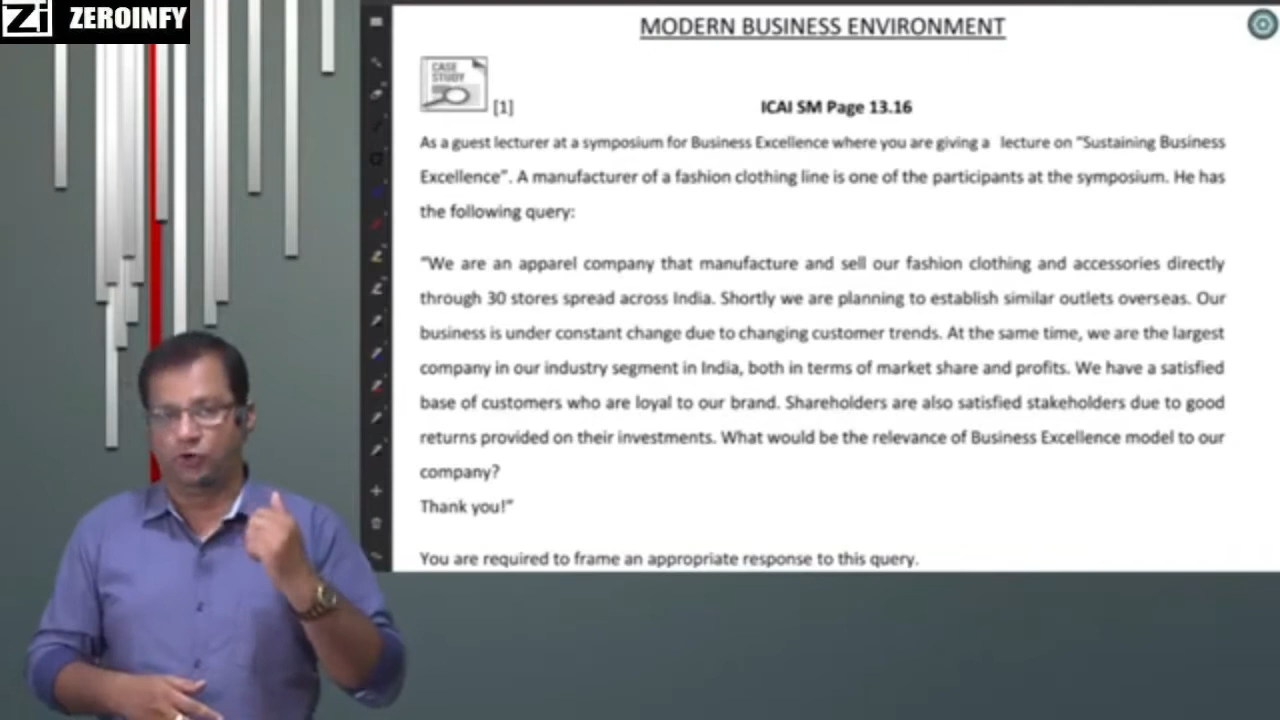 Zi ZEROINFY
MODERN BUSINESS ENVIRONMENT
CASE
STUDY
[1] ICAI SM Page 13.16
As a guest lecturer at a symposium for Business Excellence where you are giving a lecture on “Sustaining Business
Excellence”. A manufacturer of a fashion clothing line is one of the participants at the symposium. He has
the following query:
“We are an apparel company that manufacture and sell our fashion clothing and accessories directly
through 30 stores spread across India. Shortly we are planning to establish similar outlets overseas. Our
business is under constant change due to changing customer trends. At the same time, we are the largest
company in our industry segment in India, both in terms of market share and profits. We have a satisfied
base of customers who are loyal to our brand. Shareholders are also satisfied stakeholders due to good
returns provided on their investments. What would be the relevance of Business Excellence model to our
company?
Thank you!”
You are required to frame an appropriate response to this query.